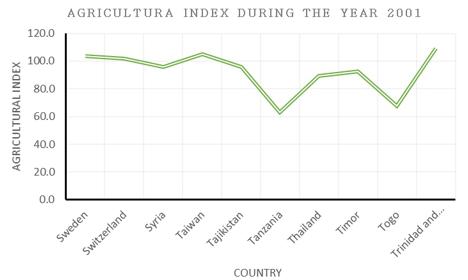 AGRICULTURA INDEX DURING THE YEAR 2001
120.0
100.0
80.0
60.0
40.0
20.0
0.0
AGRICULTURAL INDEX
Sweden
Switzerland
Syria
Taiwan
Tajikistan
Tanzania
Thailand
Timor
Togo
Trinidad and...
COUNTRY